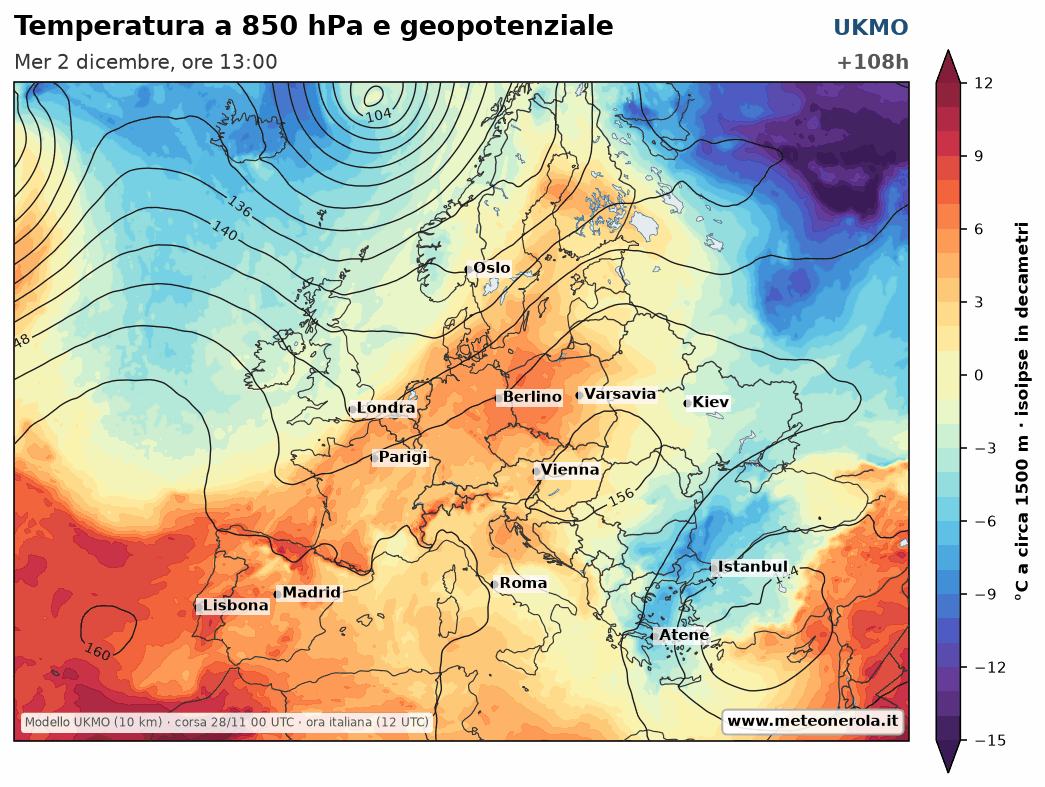 Temperatura a 850 hPa e geopotenziale
UKMO
Mer 2 dicembre, ore 13:00
+108h
104
136
140
48
Oslo
Londra
Berlino
Varsavia
Kiev
Parigi
Vienna
156
Istanbul
Roma
Madrid
Lisbona
Atene
160
Modello UKMO (10 km) · corsa 28/11 00 UTC · ora italiana (12 UTC)
www.meteonerola.it
12
9
6
3
0
−3
−6
−9
−12
−15
°C a circa 1500 m · isoipse in decametri